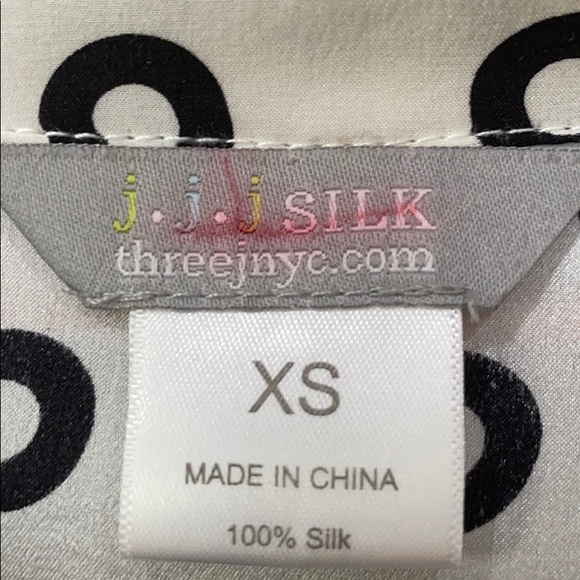 j.j.j SILK
threejnyc.com
XS
MADE IN CHINA
100% Silk